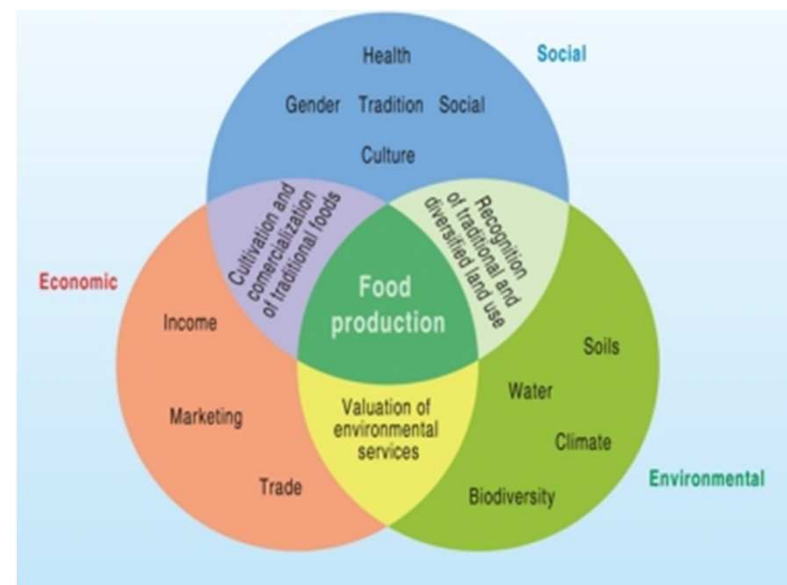 Health
Social
Gender Tradition Social
Culture
Cultivation and
comercialization
of traditional foods
Recognition
of traditional and
diversified land use
Economic
Food
production
Income
Soils
Water
Marketing
Valuation of
environmental
services
Climate
Trade
Biodiversity
Environmental